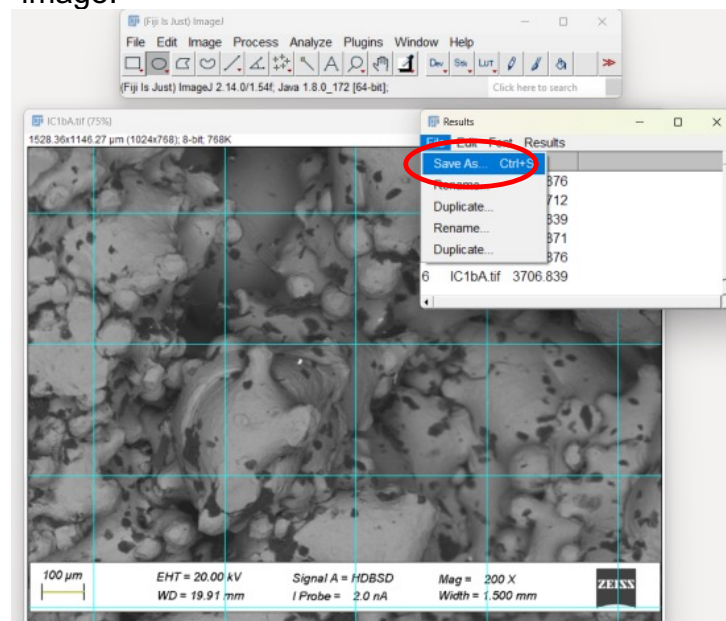 image.
(Fiji Is Just) ImageJ
File Edit Image Process Analyze Plugins Window Help
A Dev Stk LUT
(Fiji Is Just) ImageJ 2.14.0/1.54f; Java 1.8.0_172 [64-bit];
Click here to search
IC1bA.tif (75%)
1528.36x1146.27 µm (1024x768); 8-bit; 768K
Results
File Edit Font Results
Save As... Ctrl+S
Rename... 876
Duplicate... 712
839
Rename... 871
Duplicate... 876
6 IC1bA.tif 3706.839
100 µm
EHT = 20.00 kV Signal A = HDBSD Mag = 200 X
WD = 19.91 mm I Probe = 2.0 nA Width = 1.500 mm
ZEISS